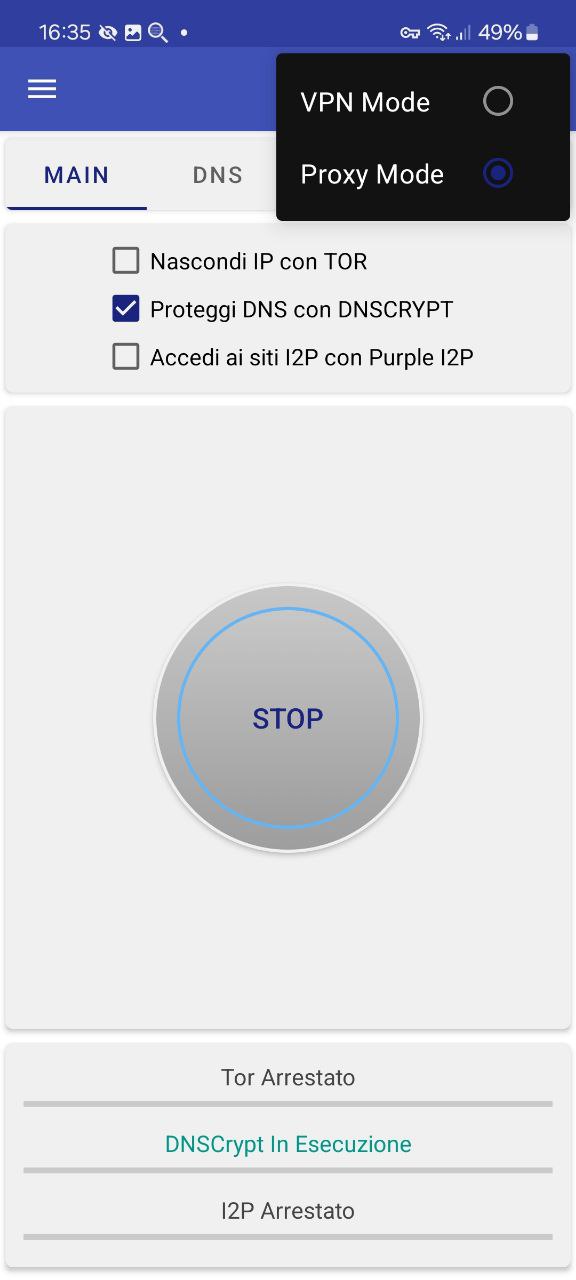 16:35
49%
VPN Mode
Proxy Mode
MAIN
DNS
Nascondi IP con TOR
Proteggi DNS con DNSCRYPT
Accedi ai siti I2P con Purple I2P
STOP
Tor Arrestato
DNSCrypt In Esecuzione
I2P Arrestato